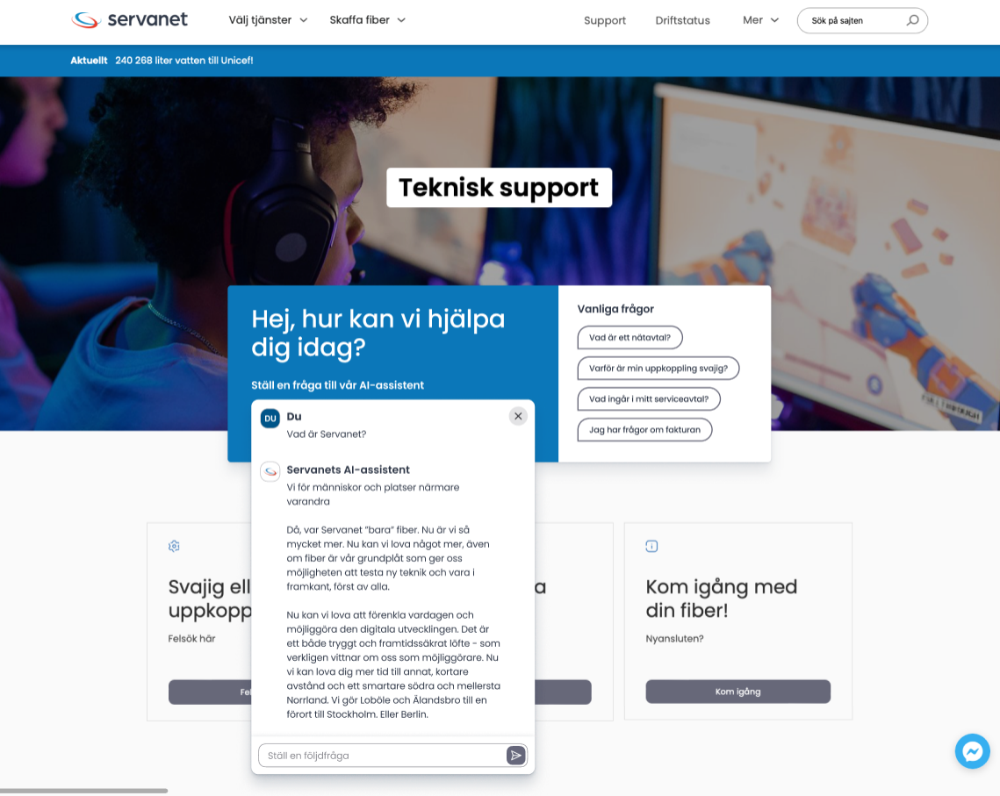 servanet
Välj tjänster
Skaffa fiber
Support
Driftstatus
Mer
Sök på sajten
Aktuellt 240 268 liter vatten till Unicef!
Teknisk support
Hej, hur kan vi hjälpa
dig idag?
Ställ en fråga till vår AI-assistent
DU
Du
Vad är Servanet?
Servanets AI-assistent
Vi för människor och platser närmare
varandra
Då, var Servanet ”bara” fiber. Nu är vi så
mycket mer. Nu kan vi lova något mer, även
om fiber är vår grundplåt som ger oss
möjligheten att testa ny teknik och vara i
framkant, först av alla.
Nu kan vi lova att förenkla vardagen och
möjliggöra den digitala utvecklingen. Det är
ett både tryggt och framtidssäkrat löfte - som
verkligen vittnar om oss som möjliggörare. Nu
vi kan lova dig mer tid till annat, kortare
avstånd och ett smartare södra och mellersta
Norrland. Vi gör Loböle och Älandsbro till en
förort till Stockholm. Eller Berlin.
Ställ en följdfråga
Vanliga frågor
Vad är ett nätavtal?
Varför är min uppkoppling svajig?
Vad ingår i mitt serviceavtal?
Jag har frågor om fakturan
Svajig ell
uppkopp
Felsök här
Fel
a
Kom igång med
din fiber!
Nyansluten?
Kom igång